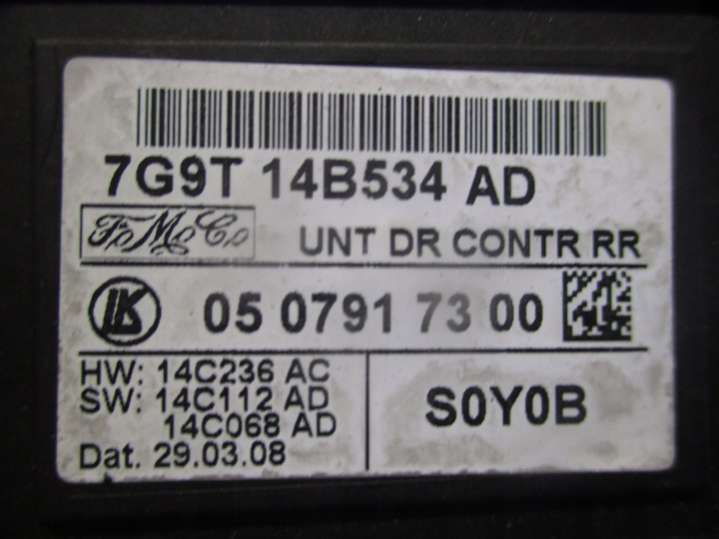 7G9T 14B534 AD
FoMoCo UNT DR CONTR RR
LK 05 0791 73 00
HW: 14C236 AC
SW: 14C112 AD
14C068 AD
Dat. 29.03.08
S0Y0B